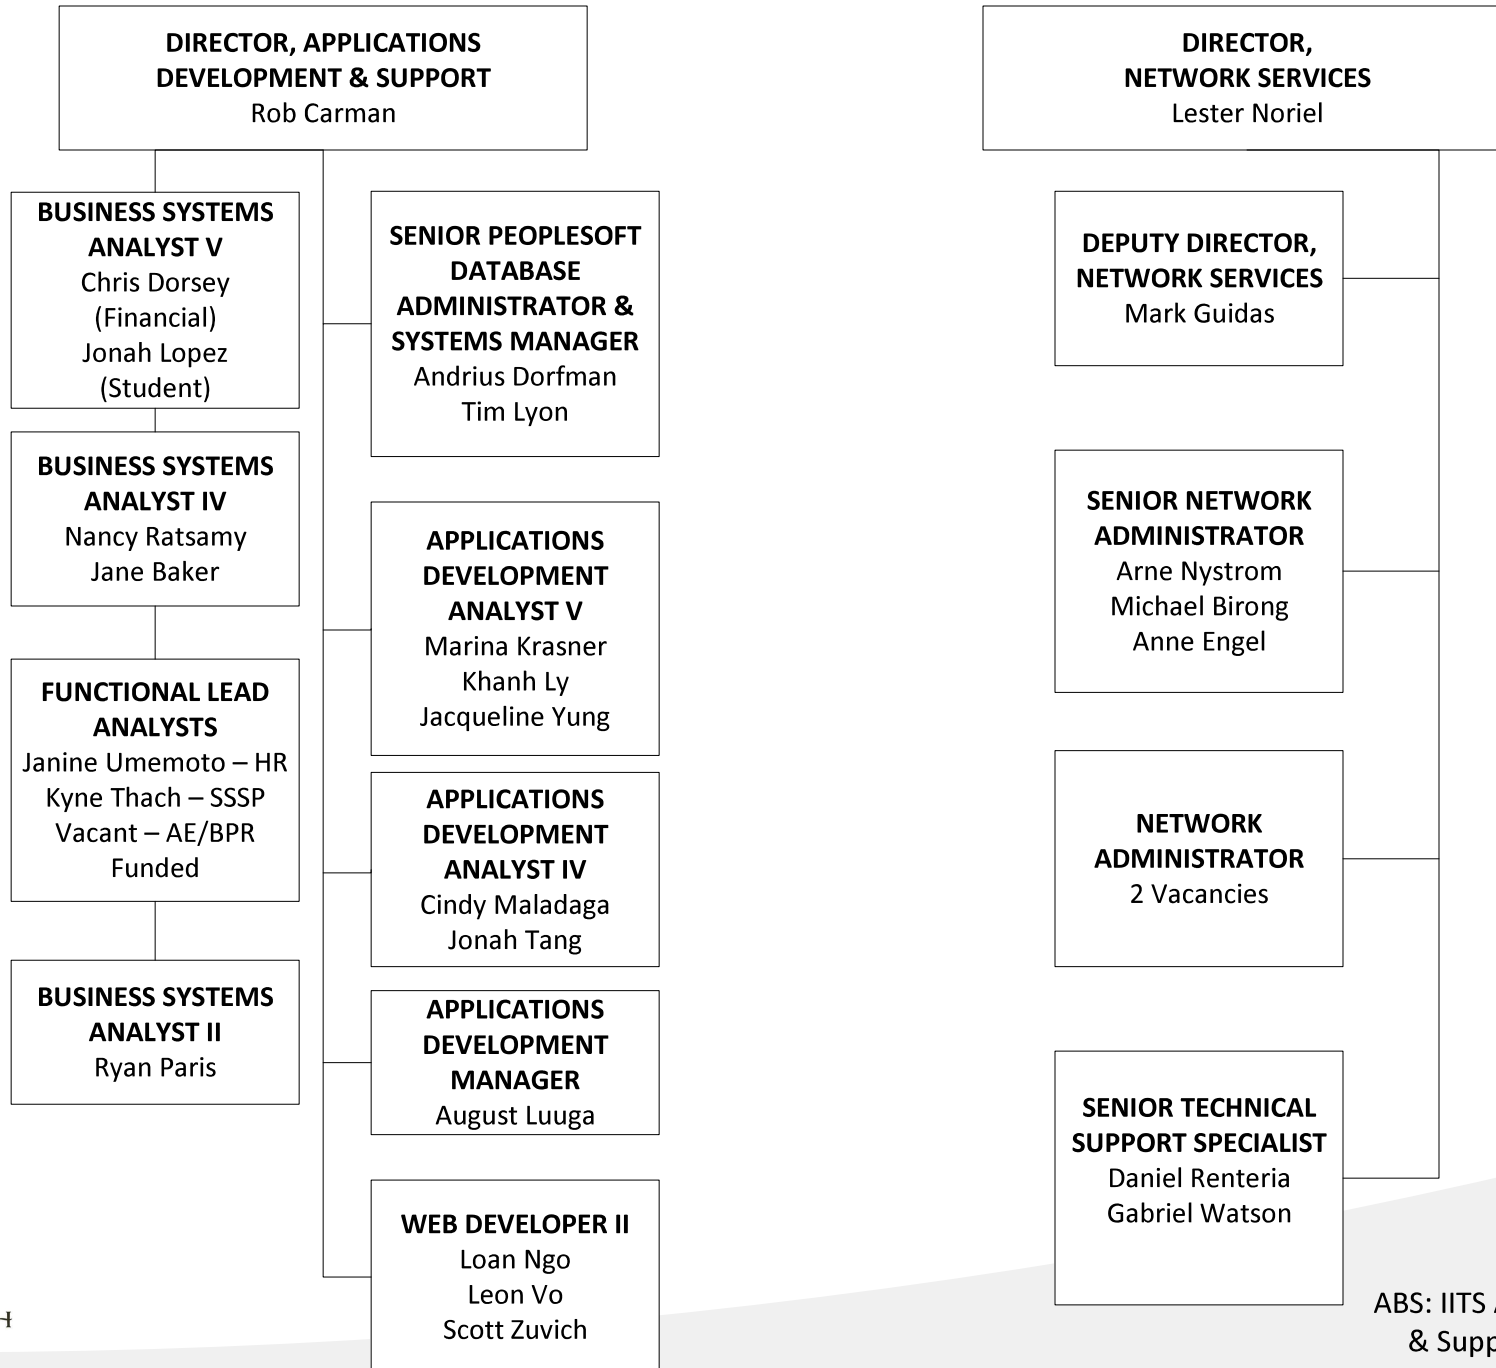 DIRECTOR, APPLICATIONS
DEVELOPMENT & SUPPORT
Rob Carman
BUSINESS SYSTEMS
ANALYST V
Chris Dorsey
(Financial)
Jonah Lopez
(Student)
BUSINESS SYSTEMS
ANALYST IV
Nancy Ratsamy
Jane Baker
FUNCTIONAL LEAD
ANALYSTS
Janine Umemoto – HR
Kyne Thach – SSSP
Vacant – AE/BPR
Funded
BUSINESS SYSTEMS
ANALYST II
Ryan Paris
SENIOR PEOPLESOFT
DATABASE
ADMINISTRATOR &
SYSTEMS MANAGER
Andrius Dorfman
Tim Lyon
APPLICATIONS
DEVELOPMENT
ANALYST V
Marina Krasner
Khanh Ly
Jacqueline Yung
APPLICATIONS
DEVELOPMENT
ANALYST IV
Cindy Maladaga
Jonah Tang
APPLICATIONS
DEVELOPMENT
MANAGER
August Luuga
WEB DEVELOPER II
Loan Ngo
Leon Vo
Scott Zuvich
DIRECTOR,
NETWORK SERVICES
Lester Noriel
DEPUTY DIRECTOR,
NETWORK SERVICES
Mark Guidas
SENIOR NETWORK
ADMINISTRATOR
Arne Nystrom
Michael Birong
Anne Engel
NETWORK
ADMINISTRATOR
2 Vacancies
SENIOR TECHNICAL
SUPPORT SPECIALIST
Daniel Renteria
Gabriel Watson
ABS: IITS
& Supp